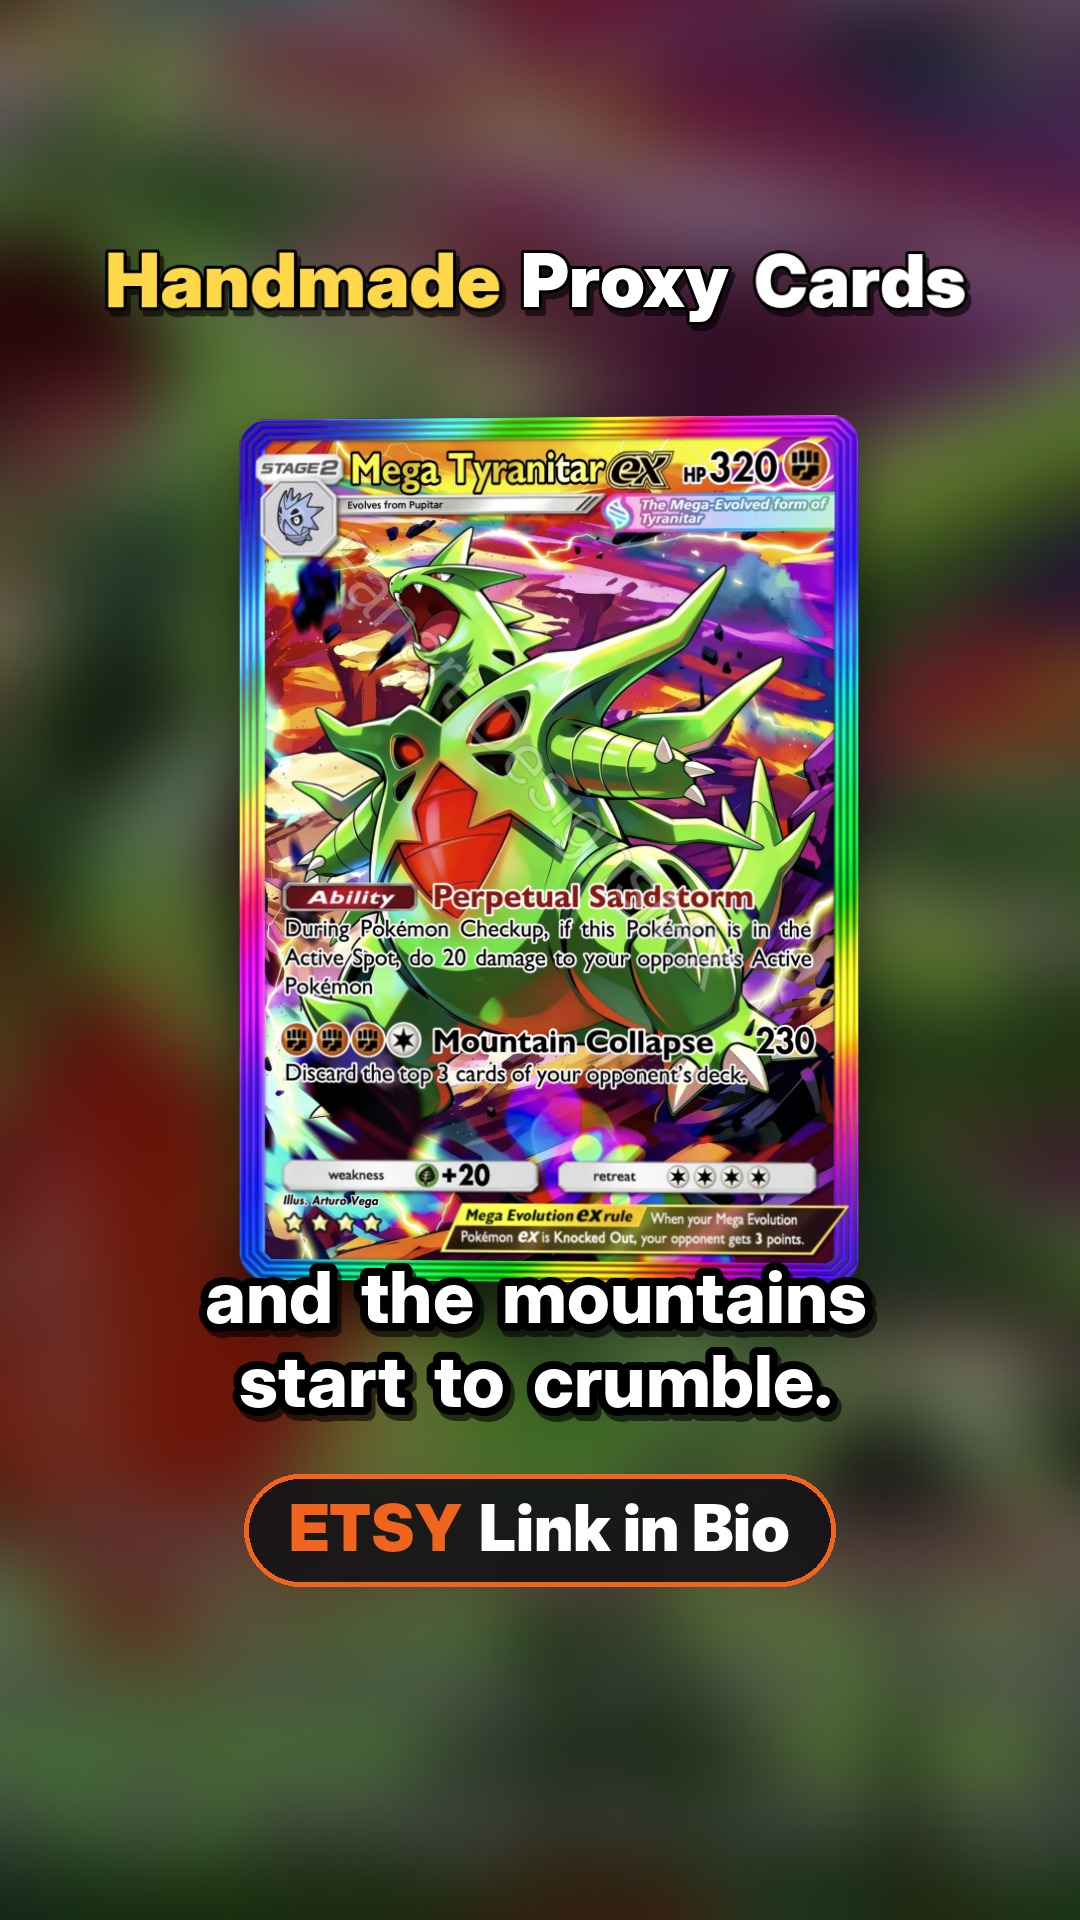 Handmade Proxy Cards
STAGE2 Mega Tyranitar ex HP320
Evolves from Pupitar
The Mega-Evolved form of
Tyranitar
Ability Perpetual Sandstorm
During Pokémon Checkup, if this Pokémon is in the
Active Spot, do 20 damage to your opponent's Active
Pokémon
Mountain Collapse 230
Discard the top 3 cards of your opponent's deck.
weakness +20 retreat
Illus. Arturo Vega
Mega Evolution ex rule When your Mega Evolution
Pokémon ex is Knocked Out, your opponent gets 3 points.
and the mountains
start to crumble.
ETSY Link in Bio